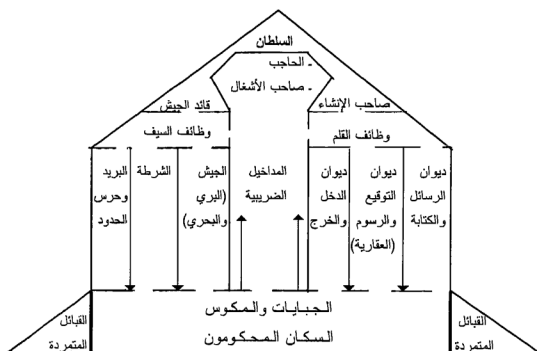 السلطان
ـ الحاجب
ـ صاحب الأشغال
صاحب الإنشاء
قائد الجيش
وظائف القلم
وظائف السيف
ديوان
الرسائل
والكتابة
ديوان
التوقيع
والرسوم
(العقارية)
ديوان
الدخل
والخرج
المداخيل
الضريبية
الجيش
(البري
والبحري)
الشرطة
البريد
وحرس
الحدود
الجبايات والمكوس
السكان المحكومون
القبائل
المتمردة
القبائل
المتمردة